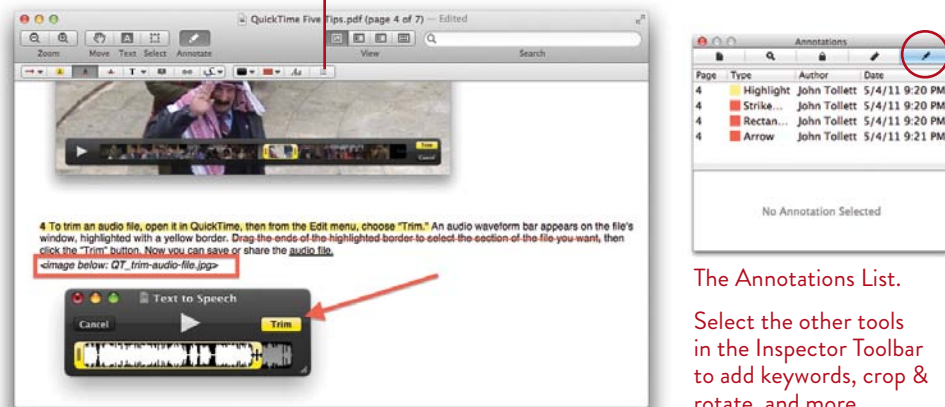 QuickTime Five Tips.pdf (page 4 of 7) — Edited
Zoom Move Text Select Annotate View Search
Trim
Cancel
4 To trim an audio file, open it in QuickTime, then from the Edit menu, choose "Trim." An audio waveform bar appears on the file's
window, highlighted with a yellow border. Drag the ends of the highlighted border to select the section of the file you want, then
click the "Trim" button. Now you can save or share the audio file.
<image below: QT_trim-audio-file.jpg>
Text to Speech
Cancel Trim
Annotations
Page Type Author Date
4 Highlight John Tollett 5/4/11 9:20 PM
4 Strike... John Tollett 5/4/11 9:20 PM
4 Rectan... John Tollett 5/4/11 9:20 PM
4 Arrow John Tollett 5/4/11 9:21 PM
No Annotation Selected
The Annotations List.
Select the other tools
in the Inspector Toolbar
to add keywords, crop &
rotate, and more.